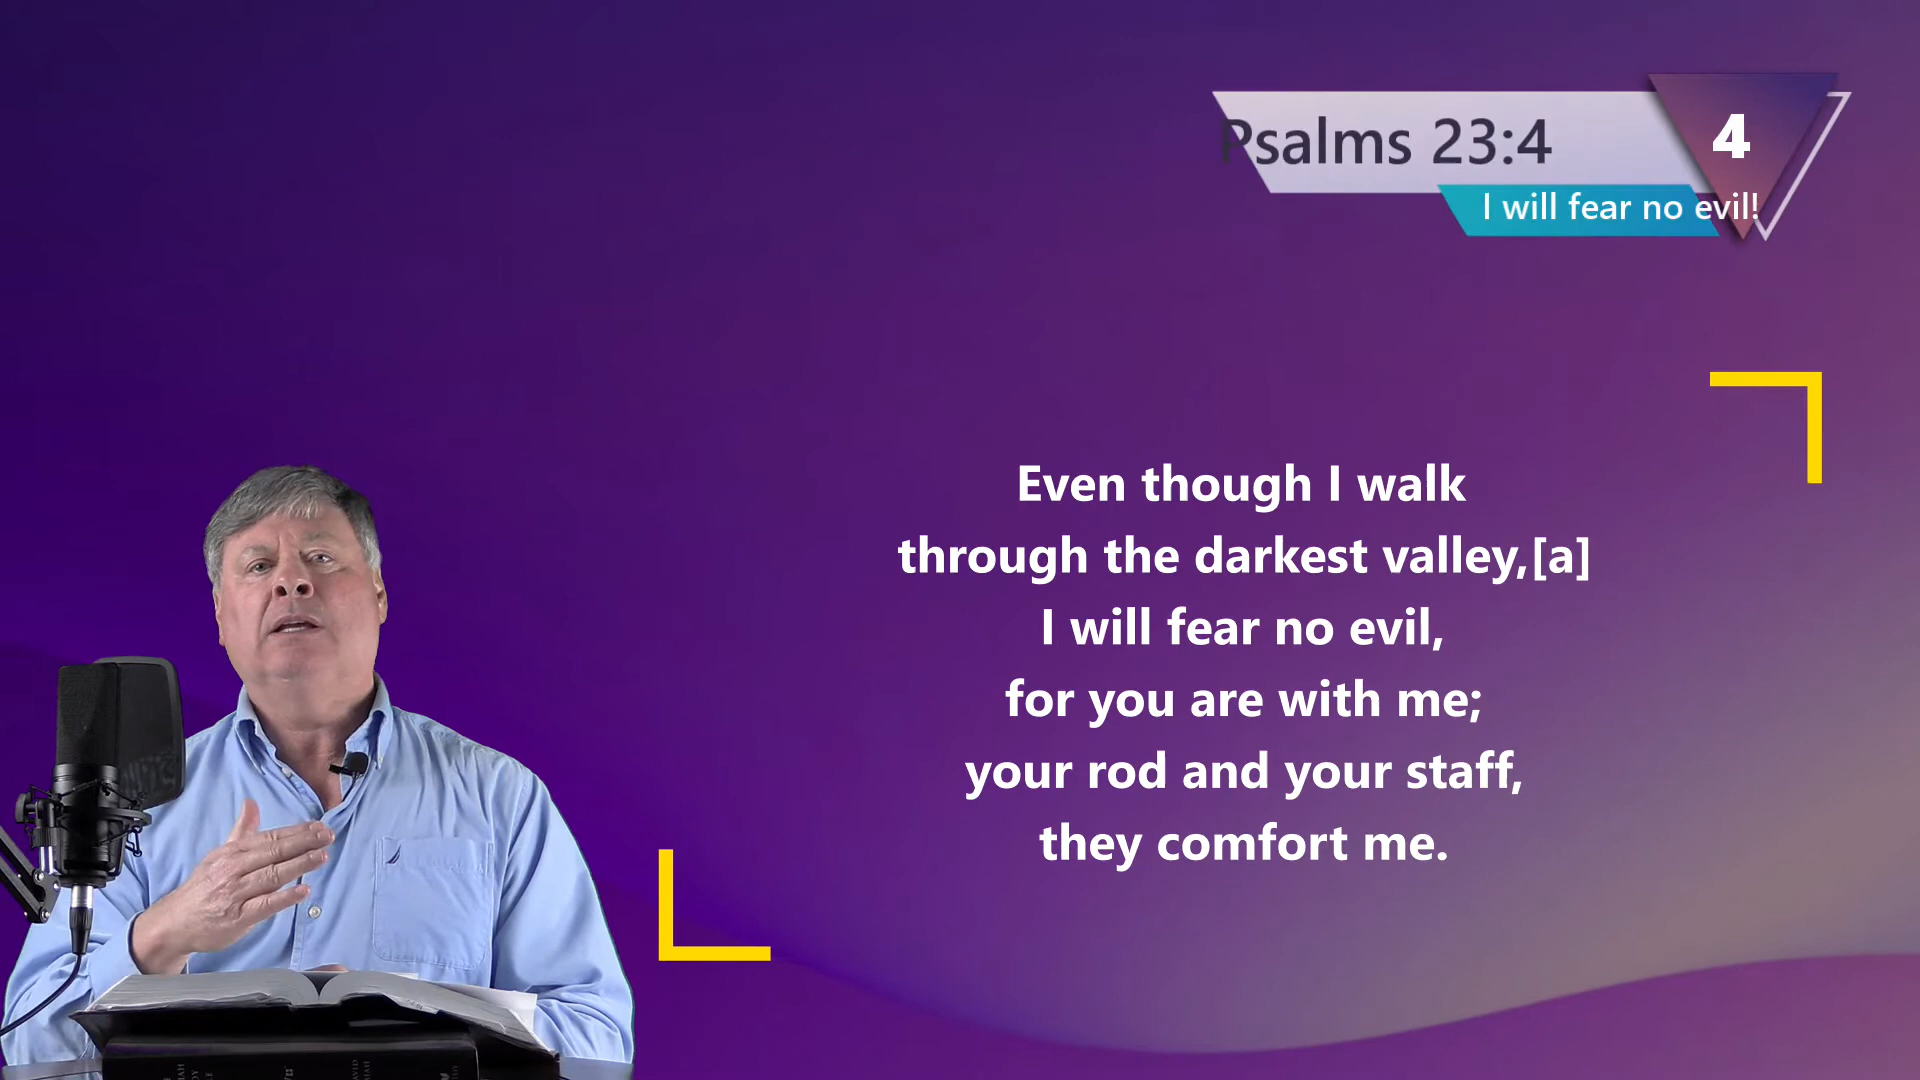 Psalms 23:4
4
I will fear no evil!
Even though I walk
through the darkest valley,[a]
I will fear no evil,
for you are with me;
your rod and your staff,
they comfort me.